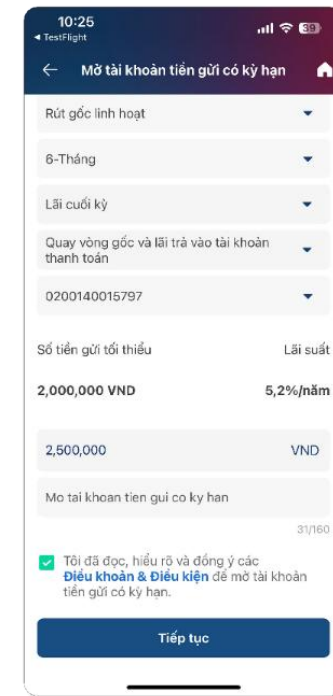 10:25
39
◄ TestFlight
Mở tài khoản tiền gửi có kỳ hạn
Rút gốc linh hoạt
6-Tháng
Lãi cuối kỳ
Quay vòng gốc và lãi trả vào tài khoản
thanh toán
0200140015797
Số tiền gửi tối thiểu Lãi suất
2,000,000 VND 5,2%/năm
2,500,000 VND
Mo tai khoan tien gui co ky han
31/160
Tôi đã đọc, hiểu rõ và đồng ý các
Điều khoản & Điều kiện để mở tài khoản
tiền gửi có kỳ hạn.
Tiếp tục